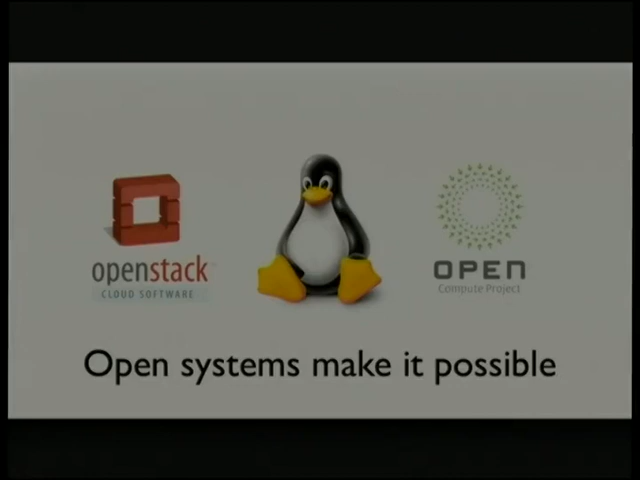 openstack
CLOUD SOFTWARE
OPEN
Compute Project
Open systems make it possible